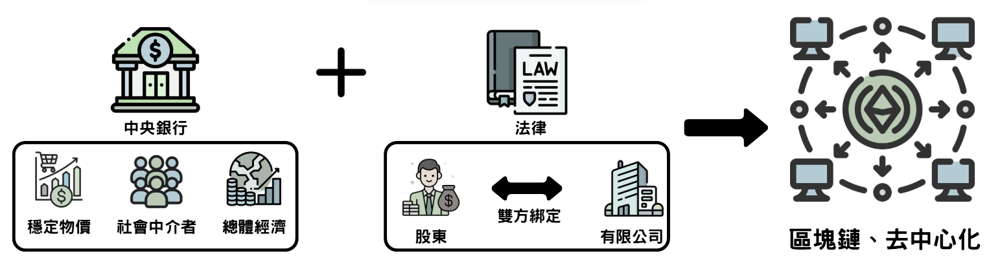 $
LAW
中央銀行
法律
$
穩定物價
社會中介者
總體經濟
$
雙方綁定
股東
有限公司
區塊鏈、去中心化